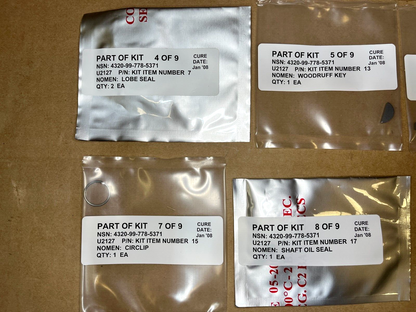 PART OF KIT 4 OF 9 CURE
NSN: 4320-99-778-5371 DATE:
U2127 P/N: KIT ITEM NUMBER 7 Jan '08
NOMEN: LOBE SEAL
QTY: 2 EA
PART OF KIT 5 OF 9 CURE
NSN: 4320-99-778-5371 DATE:
U2127 P/N: KIT ITEM NUMBER 13 Jan '08
NOMEN: WOODRUFF KEY
QTY: 1 EA
PART OF KIT 7 OF 9 CURE
NSN: 4320-99-778-5371 DATE:
U2127 P/N: KIT ITEM NUMBER 15 Jan '08
NOMEN: CIRCLIP
QTY: 1 EA
PART OF KIT 8 OF 9 CURE
NSN: 4320-99-778-5371 DATE:
U2127 P/N: KIT ITEM NUMBER 17 Jan '08
NOMEN: SHAFT OIL SEAL
QTY: 1 EA